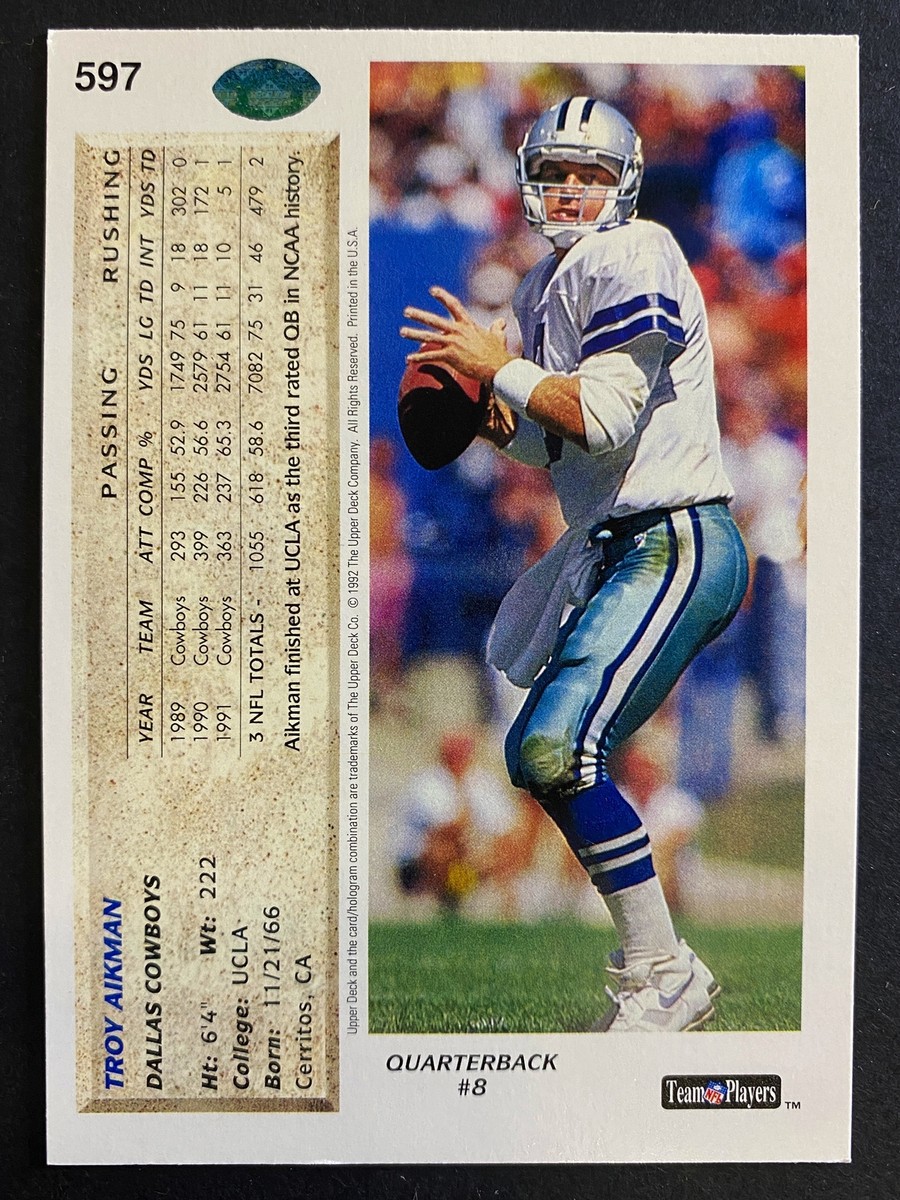 597
TROY AIKMAN
DALLAS COWBOYS
Ht: 6'4" Wt: 222
College: UCLA
Born: 11/21/66
Cerritos, CA
PASSING RUSHING
YEAR TEAM ATT COMP % YDS LG TD INT YDS TD
1989 Cowboys 293 155 52.9 1749 75 9 18 302 0
1990 Cowboys 399 226 56.6 2579 61 11 18 172 1
1991 Cowboys 363 237 65.3 2754 61 11 10 5 1
3 NFL TOTALS - 1055 618 58.6 7082 75 31 46 479 2
Aikman finished at UCLA as the third rated QB in NCAA history.
Upper Deck and the card/hologram combination are trademarks of The Upper Deck Co. © 1992 The Upper Deck Company. All Rights Reserved. Printed in the U.S.A.
QUARTERBACK
#8
Team NFL Players ™